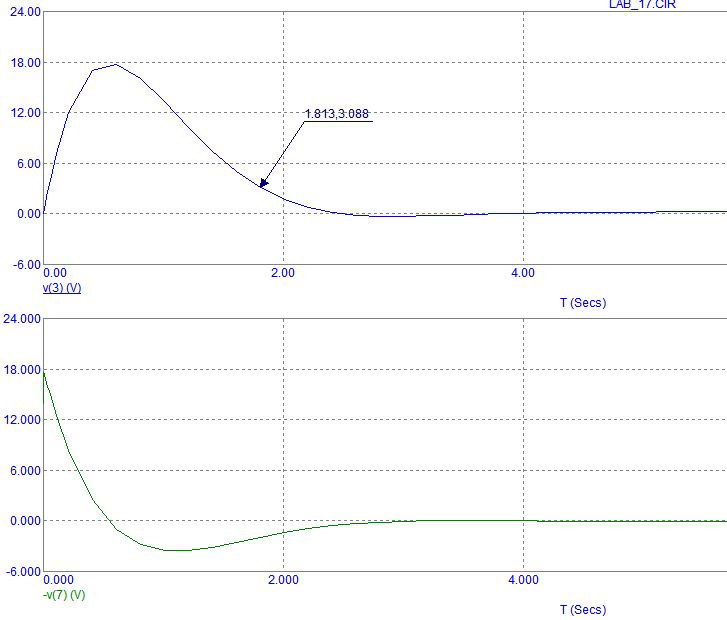 LAB_17.CIR
24.00
18.00
12.00
1.813,3.088
6.00
0.00
-6.00
0.00 2.00 4.00
v(3) (V)
T (Secs)
24.000
18.000
12.000
6.000
0.000
-6.000
0.000 2.000 4.000
-v(7) (V)
T (Secs)